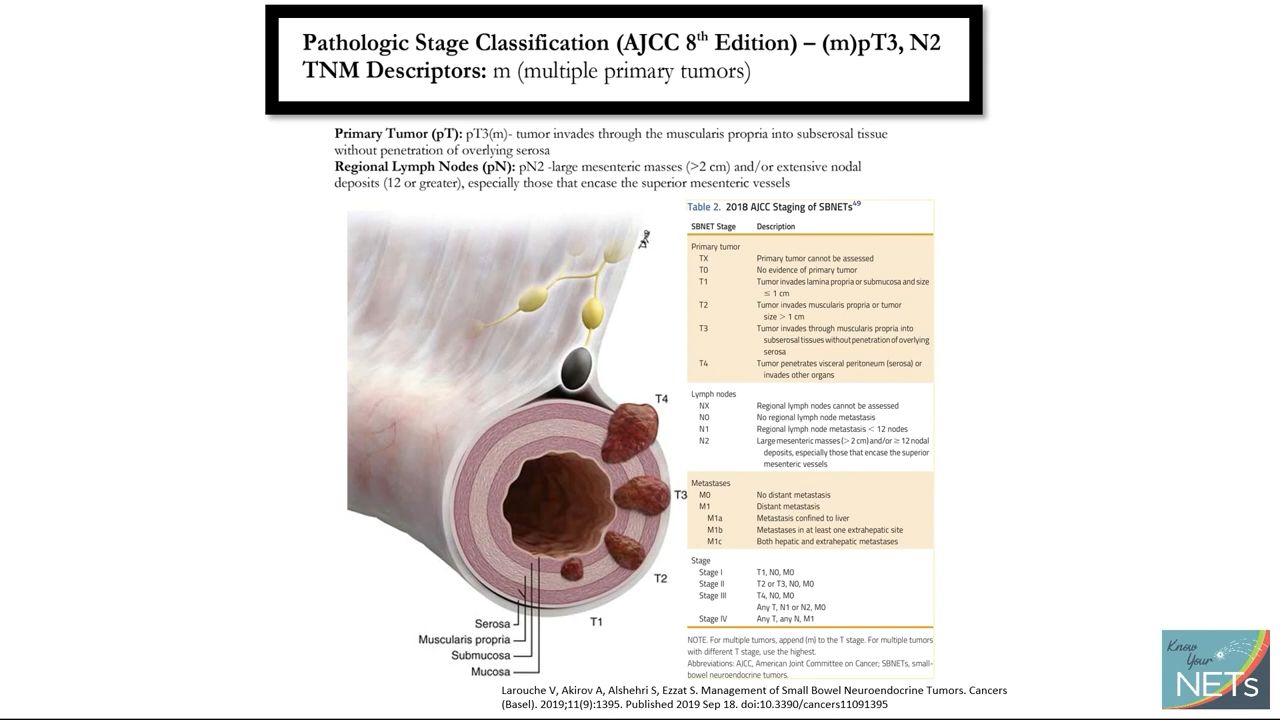 Pathologic Stage Classification (AJCC 8th Edition) – (m)pT3, N2
TNM Descriptors: m (multiple primary tumors)
Primary Tumor (pT): pT3(m)- tumor invades through the muscularis propria into subserosal tissue
without penetration of overlying serosa
Regional Lymph Nodes (pN): pN2 -large mesenteric masses (>2 cm) and/or extensive nodal
deposits (12 or greater), especially those that encase the superior mesenteric vessels
T4
T3
T2
T1
Serosa
Muscularis propria
Submucosa
Mucosa
Table 2. 2018 AJCC Staging of SBNETs49
SBNET Stage Description
Primary tumor
TX Primary tumor cannot be assessed
T0 No evidence of primary tumor
T1 Tumor invades lamina propria or submucosa and size
≤ 1 cm
T2 Tumor invades muscularis propria or tumor
size > 1 cm
T3 Tumor invades through muscularis propria into
subserosal tissues without penetration of overlying
serosa
T4 Tumor penetrates visceral peritoneum (serosa) or
invades other organs
Lymph nodes
NX Regional lymph nodes cannot be assessed
N0 No regional lymph node metastasis
N1 Regional lymph node metastasis < 12 nodes
N2 Large mesenteric masses (> 2 cm) and/or ≥ 12 nodal
deposits, especially those that encase the superior
mesenteric vessels
Metastases
M0 No distant metastasis
M1 Distant metastasis
M1a Metastasis confined to liver
M1b Metastases in at least one extrahepatic site
M1c Both hepatic and extrahepatic metastases
Stage
Stage I T1, N0, M0
Stage II T2 or T3, N0, M0
Stage III T4, N0, M0
Any T, N1 or N2, M0
Stage IV Any T, any N, M1
NOTE. For multiple tumors, append (m) to the T stage. For multiple tumors
with different T stage, use the highest.
Abbreviations: AJCC, American Joint Committee on Cancer; SBNETs, small-
bowel neuroendocrine tumors.
Larouche V, Akirov A, Alshehri S, Ezzat S. Management of Small Bowel Neuroendocrine Tumors. Cancers
(Basel). 2019;11(9):1395. Published 2019 Sep 18. doi:10.3390/cancers11091395
Know
Your
NETs